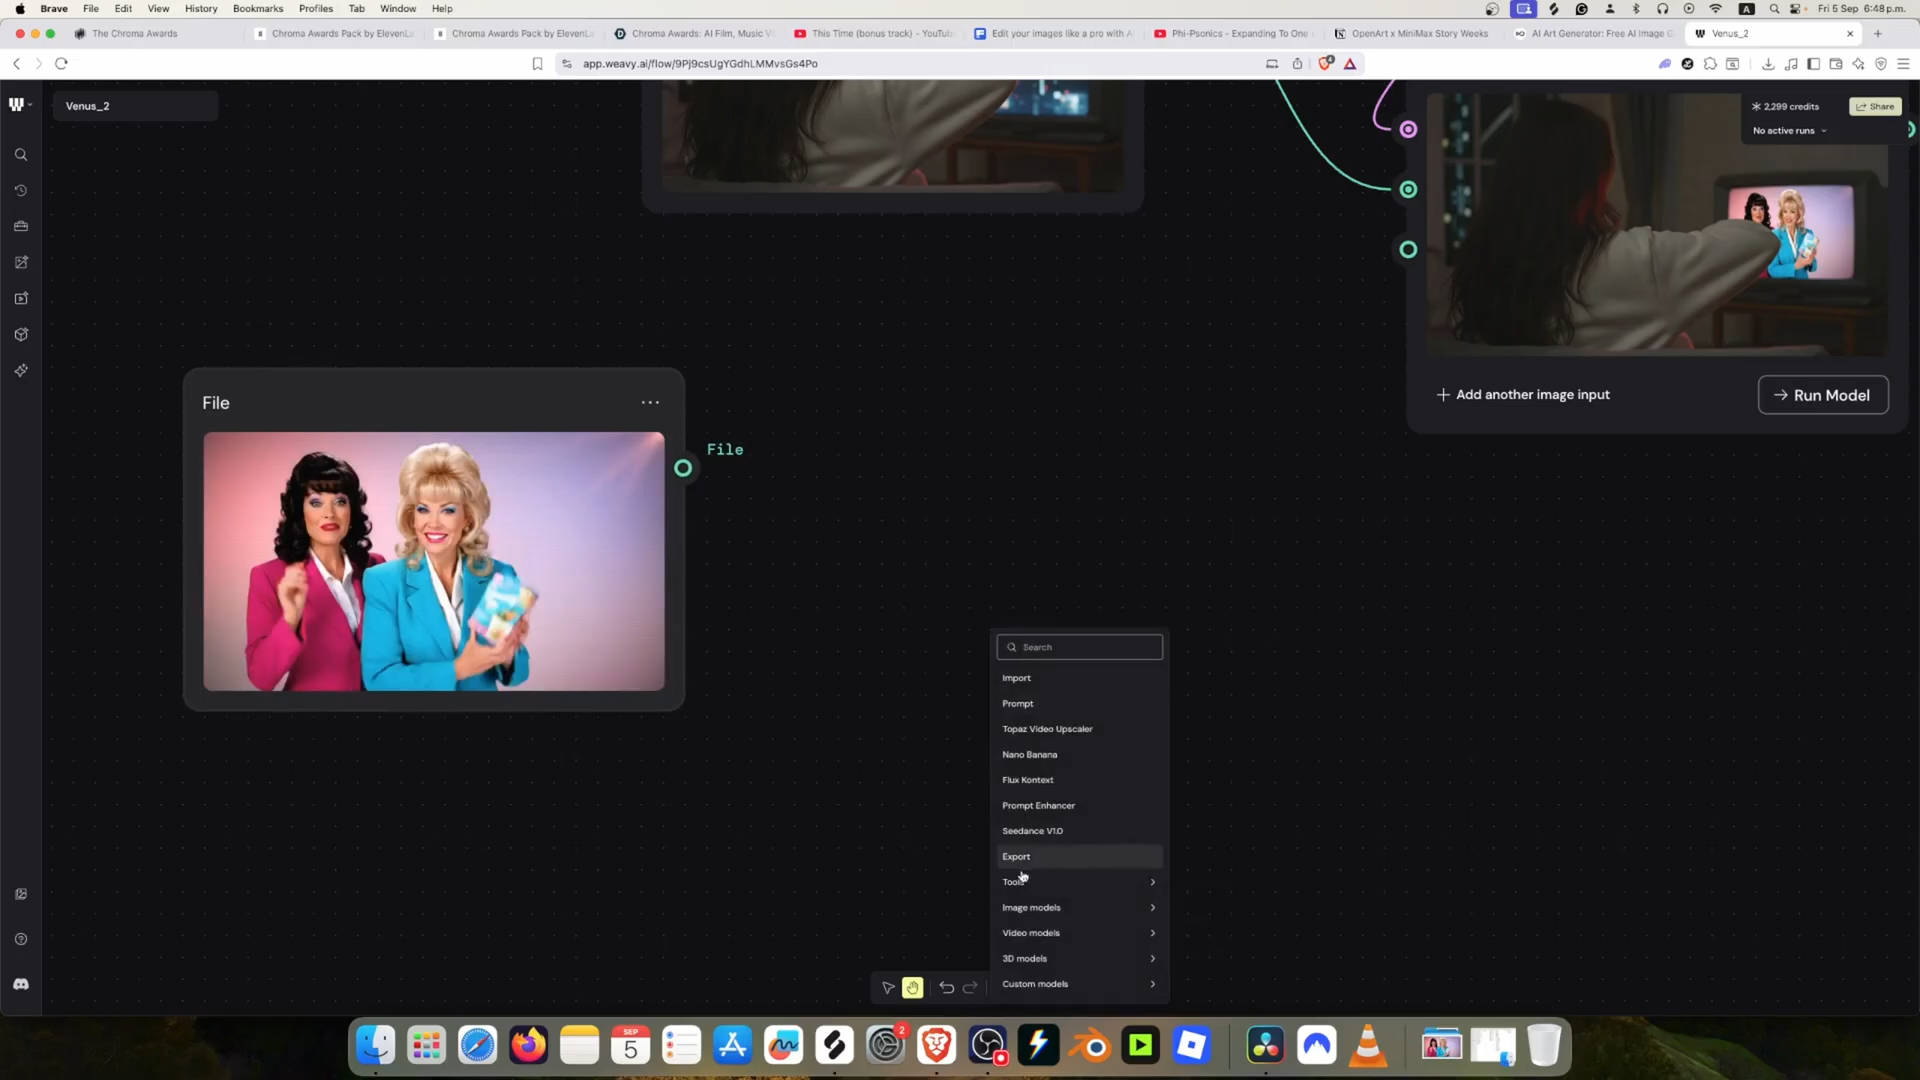 Brave File Edit View History Bookmarks Profiles Tab Window Help
A Fri 5 Sep 6:48 p.m.
The Chroma Awards
Chroma Awards Pack by ElevenLa
Chroma Awards Pack by ElevenLa
Chroma Awards: AI Film, Music V
This Time (bonus track) - YouTube
Edit your images like a pro with A
Phi-Psonics - Expanding To One
OpenArt x MiniMax Story Weeks
AI Art Generator: Free AI Image G
Venus_2
app.weavy.ai/flow/9Pj9csUgYGdhLMMvsGs4Po
Venus_2
2,299 credits
Share
No active runs
Add another image input
Run Model
File
File
Search
Import
Prompt
Topaz Video Upscaler
Nano Banana
Flux Kontext
Prompt Enhancer
Seedance V1.0
Export
Tools
Image models
Video models
3D models
Custom models
SEP
5
2